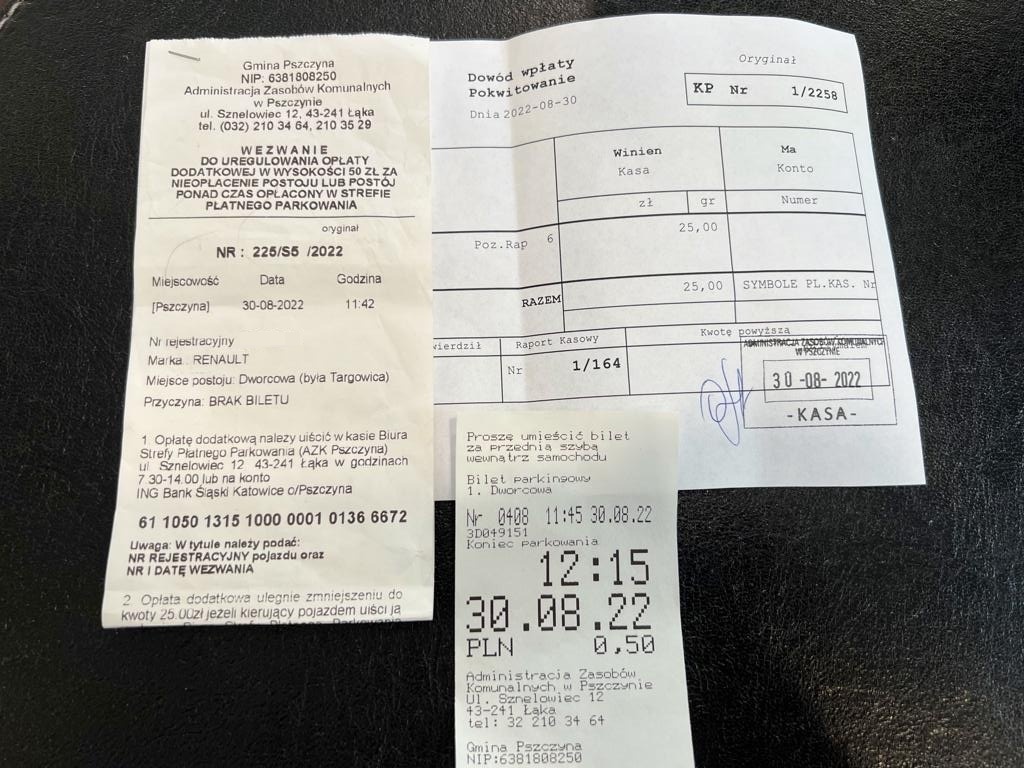 Gmina Pszczyna
NIP: 6381808250
Administracja Zasobów Komunalnych
w Pszczynie
ul. Sznelowiec 12, 43-241 Łąka
tel. (032) 210 34 64, 210 35 29
WEZWANIE
DO UREGULOWANIA OPŁATY
DODATKOWEJ W WYSOKOŚCI 50 ZŁ ZA
NIEOPŁACENIE POSTOJU LUB POSTÓJ
PONAD CZAS OPŁACONY W STREFIE
PŁATNEGO PARKOWANIA
oryginał
NR : 225/S5 /2022
Miejscowość Data Godzina
[Pszczyna] 30-08-2022 11:42
Nr rejestracyjny
Marka : RENAULT
Miejsce postoju: Dworcowa (była Targowica)
Przyczyna: BRAK BILETU
1. Opłatę dodatkową należy uiścić w kasie Biura
Strefy Płatnego Parkowania (AZK Pszczyna)
ul. Sznelowiec 12 43-241 Łąka w godzinach
7.30-14.00 lub na konto
ING Bank Śląski Katowice o/Pszczyna
61 1050 1315 1000 0001 0136 6672
Uwaga: W tytule należy podać:
NR REJESTRACYJNY pojazdu oraz
NR I DATĘ WEZWANIA
2. Opłata dodatkowa ulegnie zmniejszeniu do
kwoty 25.00zł jeżeli kierujący pojazdem uiści ją
Dowód wpłaty
Pokwitowanie
Dnia 2022-08-30
Oryginał
KP Nr 1/2258
Winien Ma
Kasa Konto
zł gr Numer
Poz.Rap 6 25,00
RAZEM 25,00 SYMBOLE PL.KAS. Nr
wierdził Raport Kasowy Kwotę powyższą
Nr 1/164
ADMINISTRACJA ZASOBÓW KOMUNALNYCH
W PSZCZYNIE
30 -08- 2022
- KASA -
Proszę umieścić bilet
za przednią szybą
wewnątrz samochodu
Bilet parkingowy
1. Dworcowa
Nr 0408 11:45 30.08.22
3D049151
Koniec parkowania
12:15
30.08.22
PLN 0,50
Administracja Zasobów
Komunalnych w Pszczynie
Ul. Sznelowiec 12
43-241 Łąka
tel: 32 210 34 64
Gmina Pszczyna
NIP:6381808250